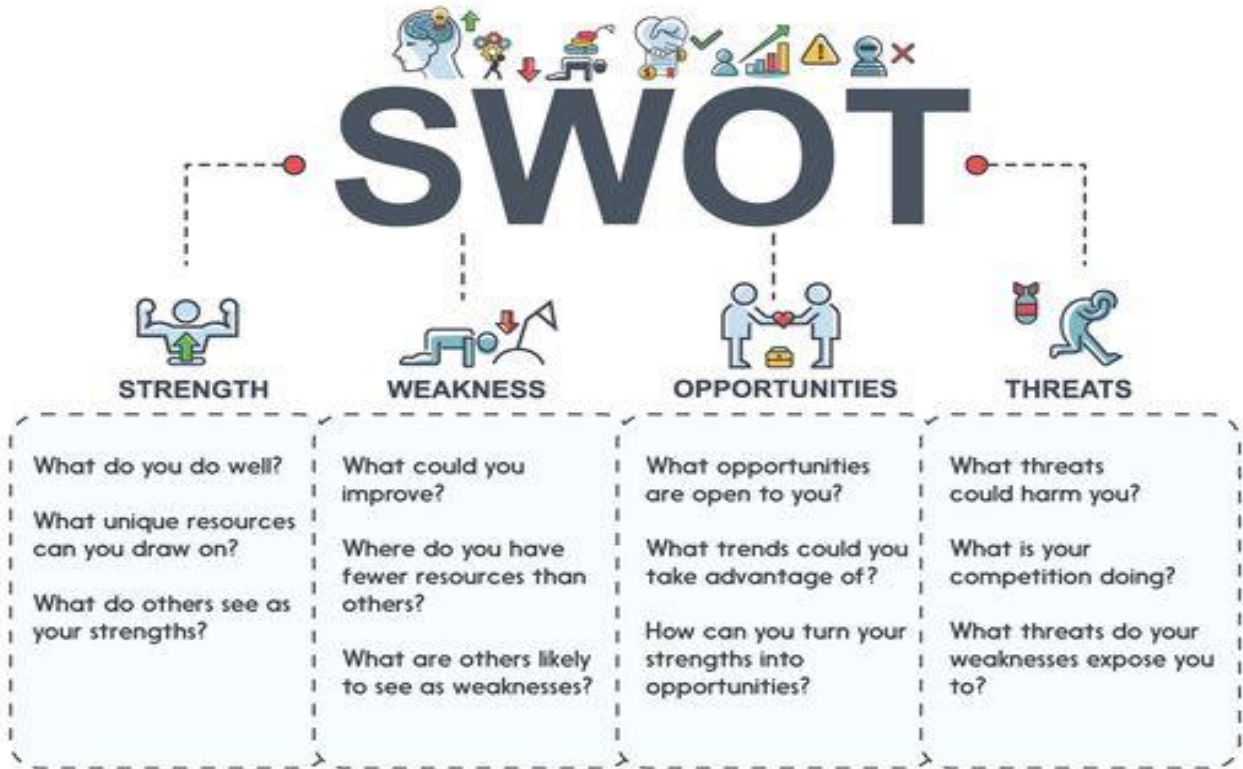 SWOT
STRENGTH
What do you do well?
What unique resources
can you draw on?
What do others see as
your strengths?
WEAKNESS
What could you
improve?
Where do you have
fewer resources than
others?
What are others likely
to see as weaknesses?
OPPORTUNITIES
What opportunities
are open to you?
What trends could you
take advantage of?
How can you turn your
strengths into
opportunities?
THREATS
What threats
could harm you?
What is your
competition doing?
What threats do your
weaknesses expose you
to?